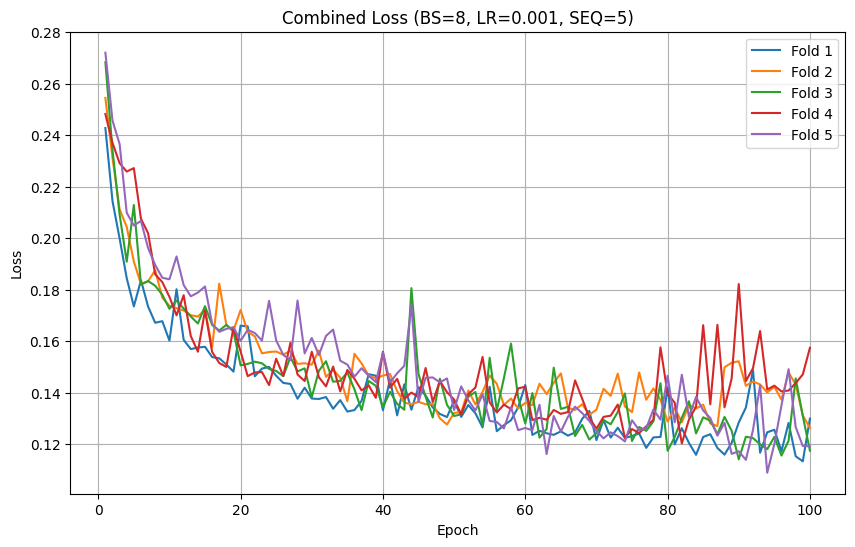 Combined Loss (BS=8, LR=0.001, SEQ=5)
0.28
0.26
0.24
0.22
0.20
0.18
0.16
0.14
0.12
Loss
Fold 1
Fold 2
Fold 3
Fold 4
Fold 5
0
20
40
60
80
100
Epoch